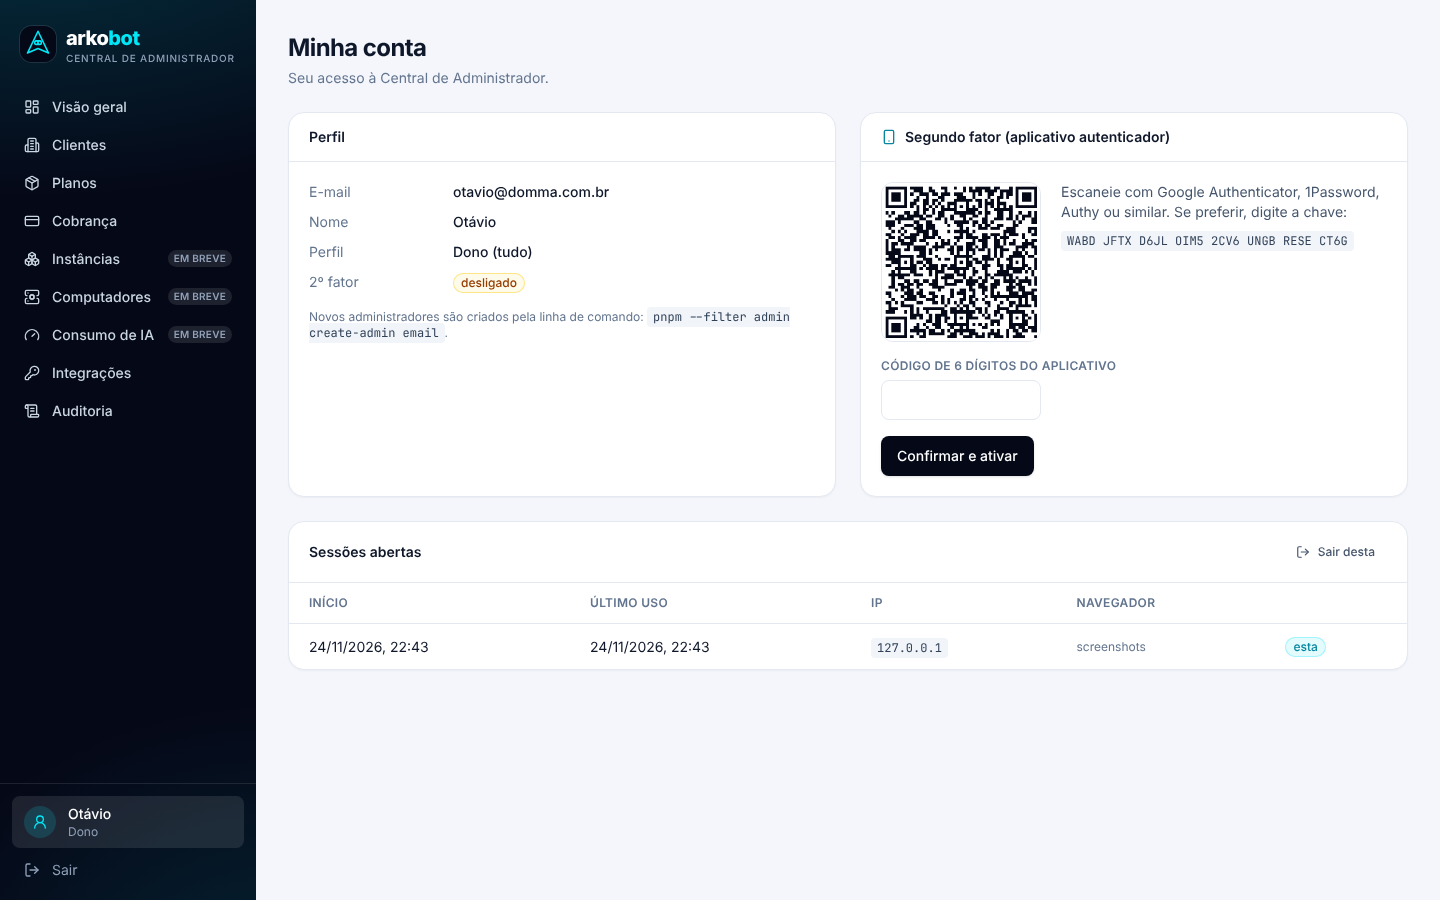 arkobot
CENTRAL DE ADMINISTRADOR
Visão geral
Clientes
Planos
Cobrança
Instâncias EM BREVE
Computadores EM BREVE
Consumo de IA EM BREVE
Integrações
Auditoria
Otávio
Dono
Sair
Minha conta
Seu acesso à Central de Administrador.
Perfil
E-mail otavio@domma.com.br
Nome Otávio
Perfil Dono (tudo)
2º fator desligado
Novos administradores são criados pela linha de comando: pnpm --filter admin
create-admin email .
Segundo fator (aplicativo autenticador)
Escaneie com Google Authenticator, 1Password,
Authy ou similar. Se preferir, digite a chave:
WABD JFTX D6JL OIM5 2CV6 UNGB RESE CT6G
CÓDIGO DE 6 DÍGITOS DO APLICATIVO
Confirmar e ativar
Sessões abertas
Sair desta
INÍCIO ÚLTIMO USO IP NAVEGADOR
24/11/2026, 22:43 24/11/2026, 22:43 127.0.0.1 screenshots esta